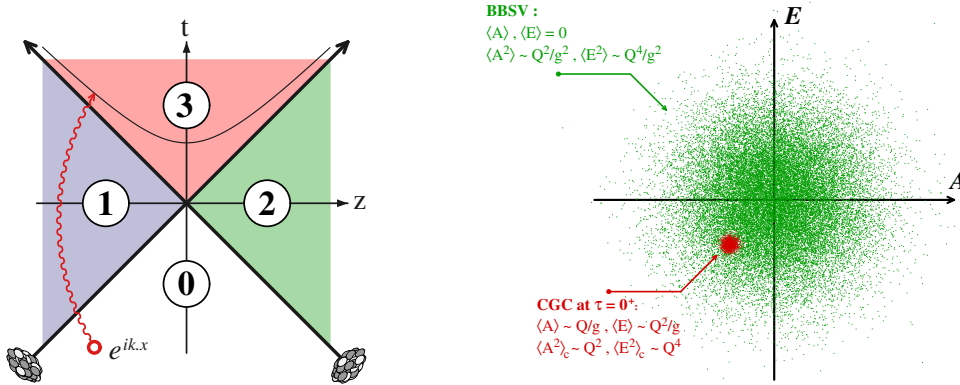 t
3
1
2
z
0
e^{ik.x}
BBSV :
⟨A⟩ , ⟨E⟩ = 0
⟨A²⟩ ~ Q²/g² , ⟨E²⟩ ~ Q⁴/g²
E
A
CGC at τ = 0⁺:
⟨A⟩ ~ Q/g , ⟨E⟩ ~ Q²/g
⟨A²⟩_c ~ Q² , ⟨E²⟩_c ~ Q⁴